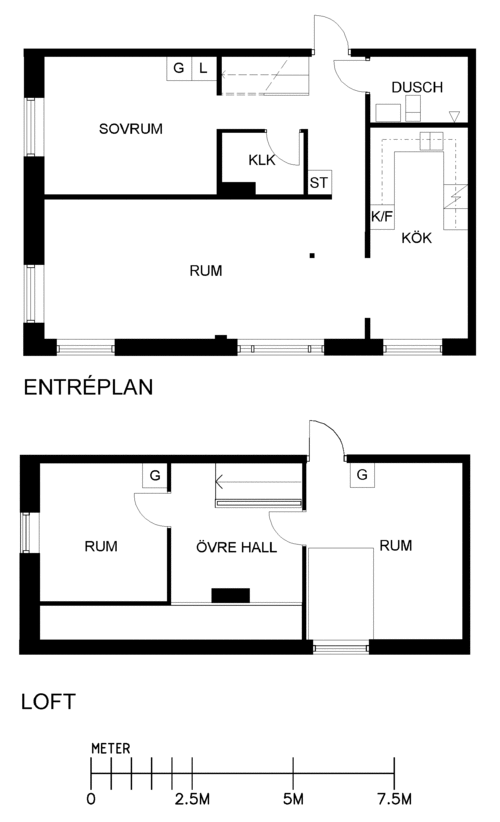 G L
DUSCH
SOVRUM
KLK
ST
K/F
KÖK
RUM
ENTRÉPLAN
G
G
RUM
ÖVRE HALL
RUM
LOFT
METER
0 2.5M 5M 7.5M